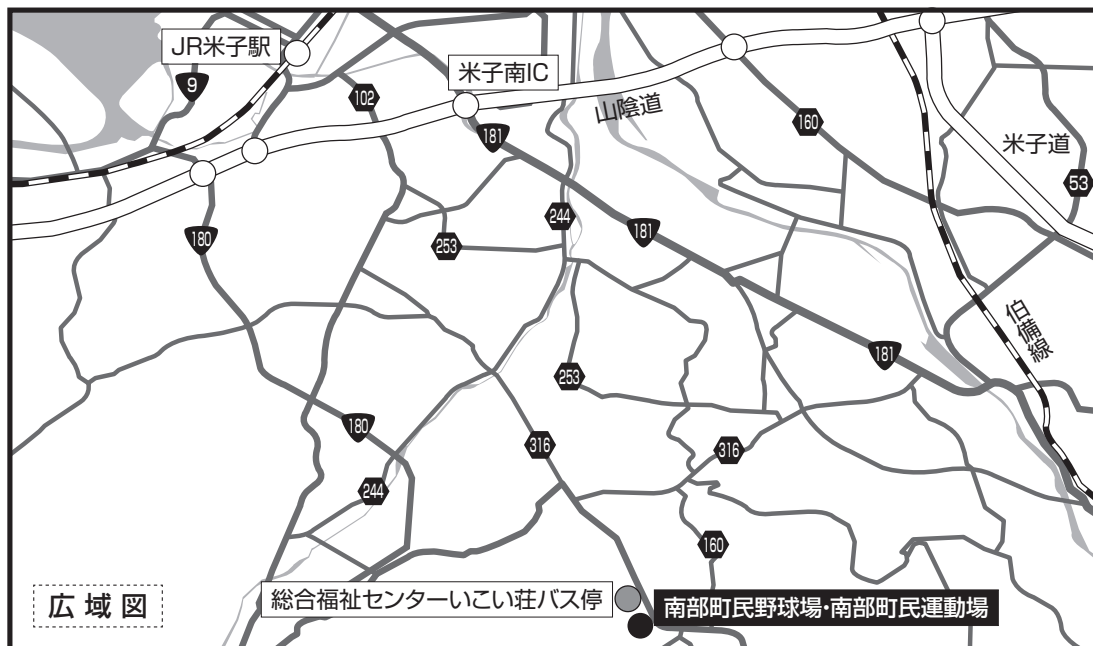 JR米子駅
9
102
米子南IC
山陰道
181
160
米子道
53
180
253
244
181
伯備線
181
253
180
316
316
244
160
広域図
総合福祉センターいこい荘バス停
南部町民野球場・南部町民運動場